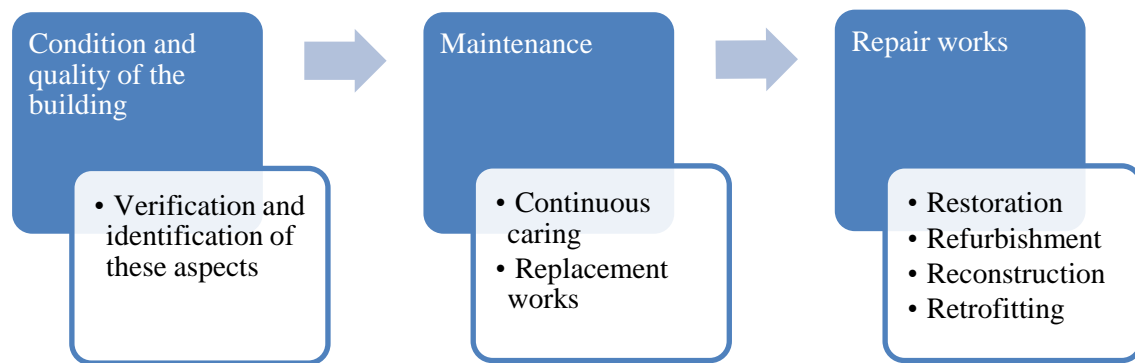 Condition and
quality of the
building
• Verification and
identification of
these aspects
Maintenance
• Continuous
caring
• Replacement
works
Repair works
• Restoration
• Refurbishment
• Reconstruction
• Retrofitting